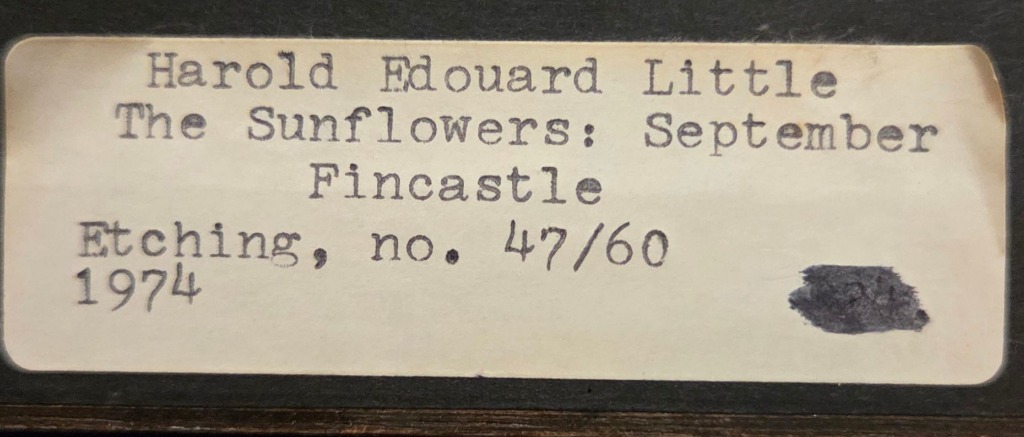 Harold Edouard Little
The Sunflowers: September
Fincastle
Etching, no. 47/60
1974